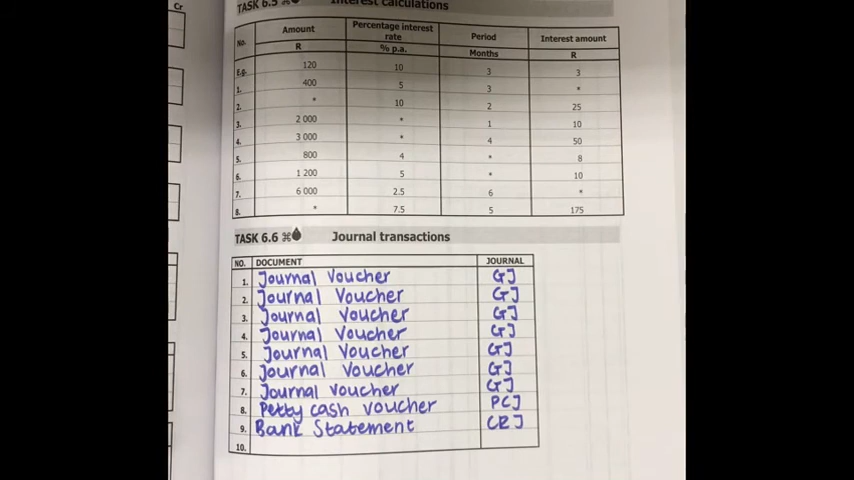 Cr
TASK 6.5 Interest calculations
No. Amount Percentage interest rate Period Interest amount
R % p.a. Months R
E.g. 120 10 3 3
1. 400 5 3 *
2. * 10 2 25
3. 2 000 * 1 10
4. 3 000 * 4 50
5. 800 4 * 8
6. 1 200 5 * 10
7. 6 000 2.5 6 *
8. * 7.5 5 175
TASK 6.6 Journal transactions
NO. DOCUMENT JOURNAL
1. Journal Voucher GJ
2. Journal Voucher GJ
3. Journal Voucher GJ
4. Journal Voucher GJ
5. Journal Voucher GJ
6. Journal Voucher GJ
7. Journal Voucher GJ
8. Petty cash voucher PCJ
9. Bank Statement CRJ
10.